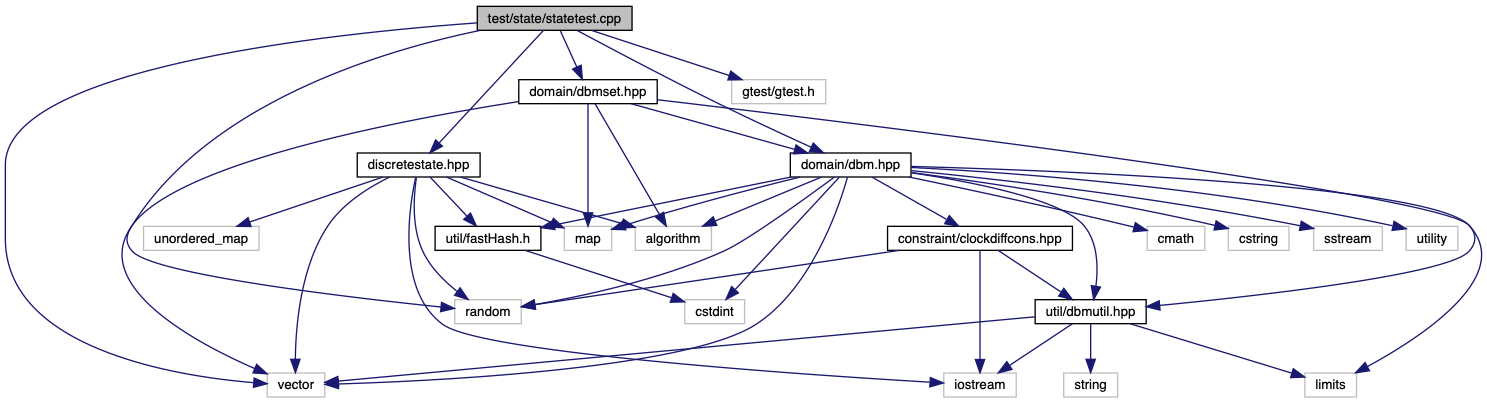 test/state/statetest.cpp
domain/dbmset.hpp
gtest/gtest.h
discretestate.hpp
domain/dbm.hpp
unordered_map
util/fastHash.h
map
algorithm
constraint/clockdiffcons.hpp
cmath
cstring
sstream
utility
random
cstdint
util/dbmutil.hpp
vector
iostream
string
limits